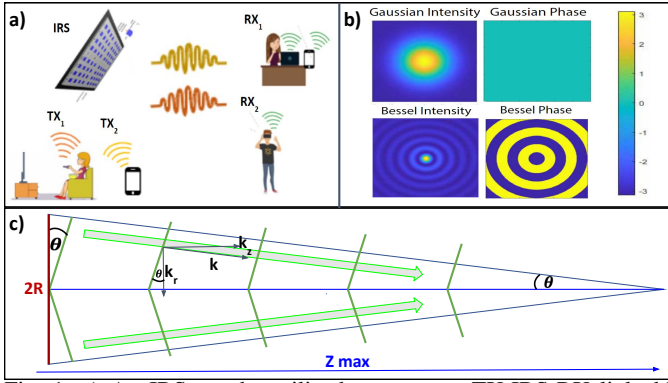 a)
IRS
RX1
TX1
TX2
RX2
b)
Gaussian Intensity
Gaussian Phase
Bessel Intensity
Bessel Phase
3
2
1
0
-1
-2
-3
c)
θ
kz
k
θ
kr
2R
θ
Z max